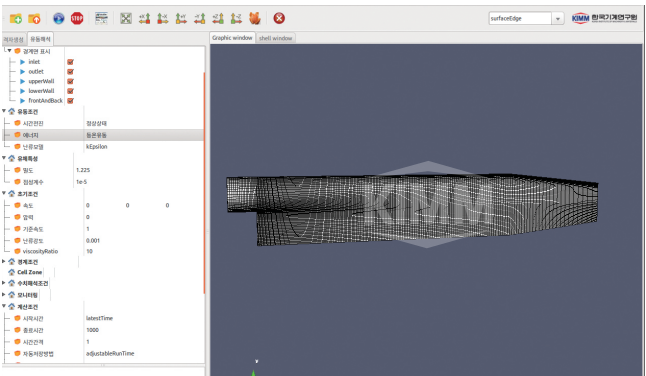 STOP
surfaceEdge
KIMM 한국기계연구원
격자생성 유동해석
Graphic window shell window
경계면 표시
inlet
outlet
upperWall
lowerWall
frontAndBack
유동조건
시간전진 정상상태
에너지 등온유동
난류모델 kEpsilon
유체특성
밀도 1.225
점성계수 1e-5
초기조건
속도 0 0 0
압력 0
기준속도 1
난류강도 0.001
viscosityRatio 10
경계조건
Cell Zone
수치해석조건
모니터링
계산조건
시작시간 latestTime
종료시간 1000
시간간격 1
자동저장방법 adjustableRunTime
KIMM